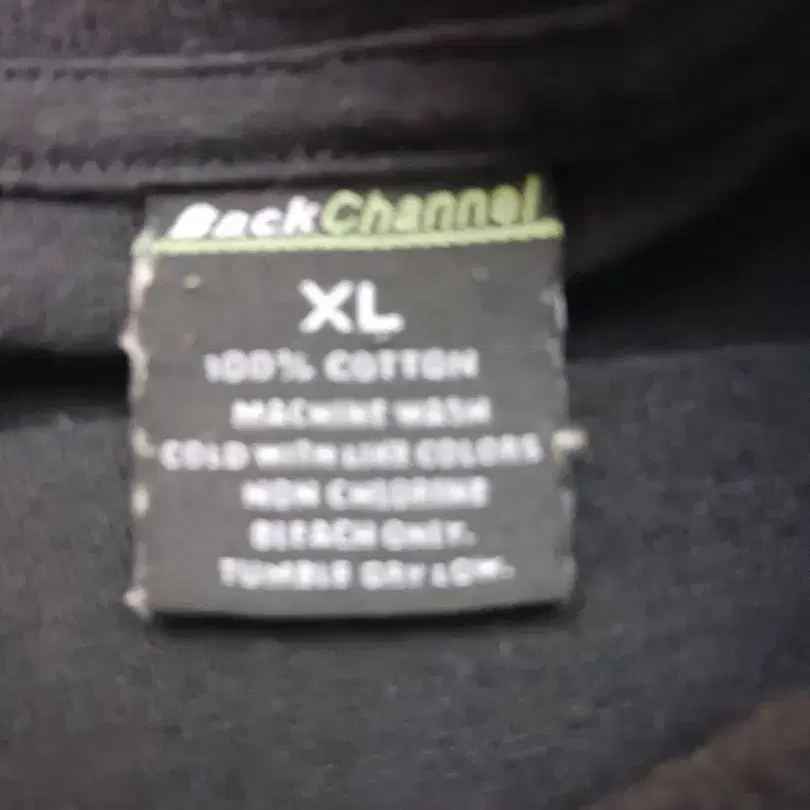 BackChannel
XL
100% COTTON
MACHINE WASH
COLD WITH LIKE COLORS
NON CHLORINE
BLEACH ONLY.
TUMBLE DRY LOW.